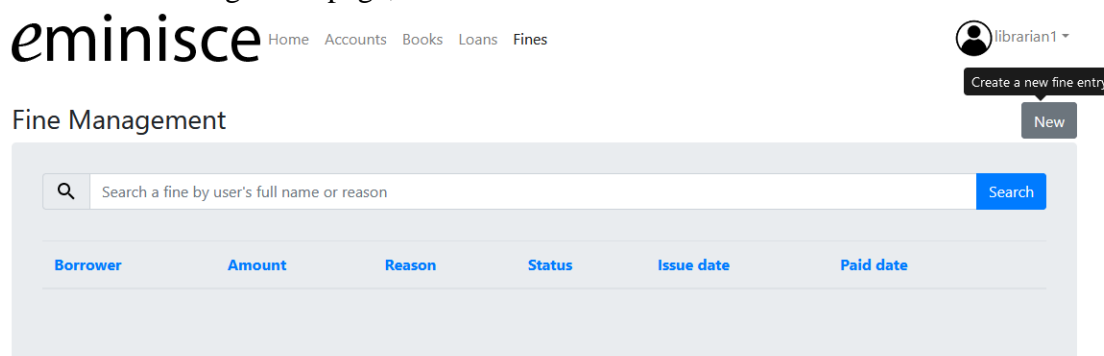 eminisce Home Accounts Books Loans Fines librarian1
Create a new fine entry
Fine Management New
Search a fine by user's full name or reason Search
Borrower Amount Reason Status Issue date Paid date